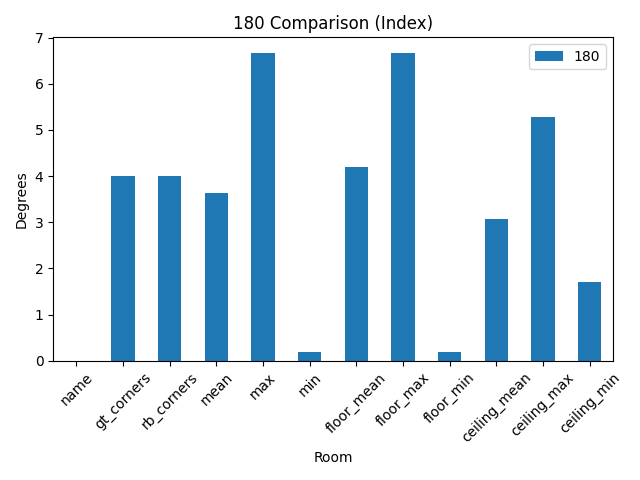 180 Comparison (Index)
180
Degrees
7
6
5
4
3
2
1
0
name
gt_corners
rb_corners
mean
max
min
floor_mean
floor_max
floor_min
ceiling_mean
ceiling_max
ceiling_min
Room